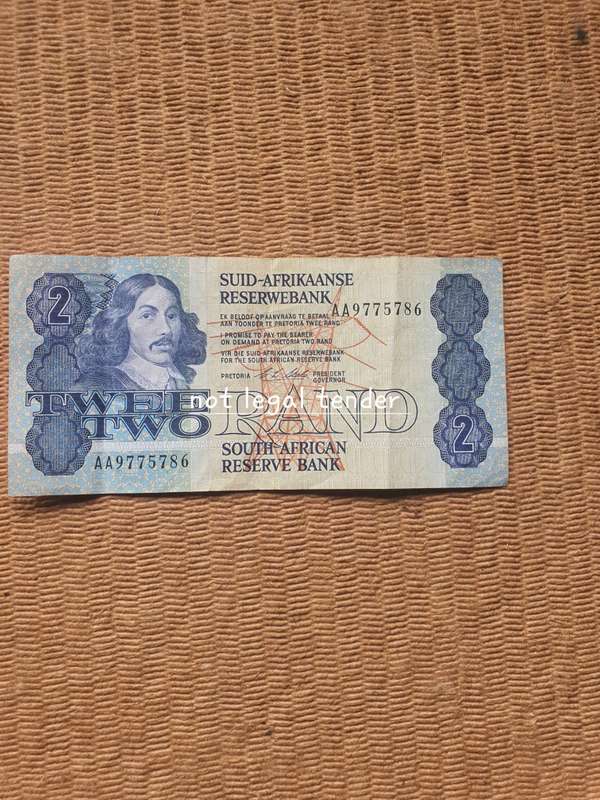 2
SUID-AFRIKAANSE
RESERWEBANK
AA9775786
EK BELOOF OP AANVRAAG TE BETAAL
AAN TOONDER TE PRETORIA TWEE RAND
I PROMISE TO PAY THE BEARER
ON DEMAND AT PRETORIA TWO RAND
VIR DIE SUID-AFRIKAANSE RESERWEBANK
FOR THE SOUTH AFRICAN RESERVE BANK
PRETORIA
PRESIDENT
GOVERNOR
TWEE
TWO RAND
not legal tender
2
AA9775786
SOUTH AFRICAN
RESERVE BANK